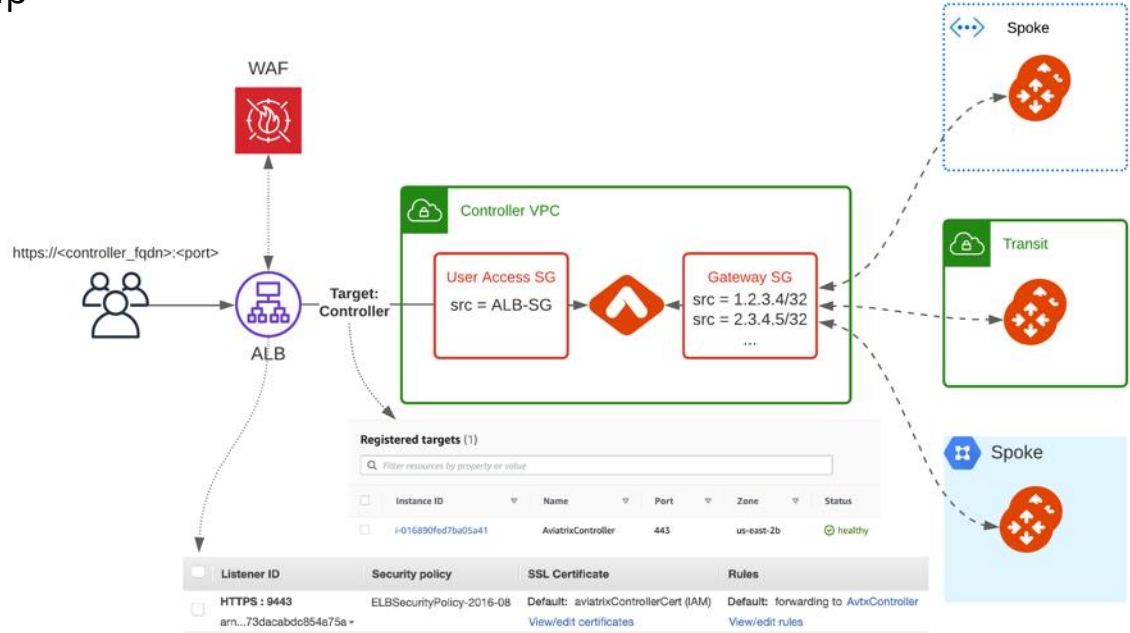 WAF
Spoke
Controller VPC
https://<controller_fqdn>:<port>
User Access SG
src = ALB-SG
Gateway SG
src = 1.2.3.4/32
src = 2.3.4.5/32
...
Transit
Target:
Controller
ALB
Spoke
Registered targets (1)
Filter resources by property or value
Instance ID Name Port Zone Status
i-016890fed7ba05a41 AviatrixController 443 us-east-2b healthy
Listener ID Security policy SSL Certificate Rules
HTTPS : 9443 ELBSecurityPolicy-2016-08 Default: aviatrixControllerCert (IAM) Default: forwarding to AvtxController
arn...73dacabdc854a75a View/edit certificates View/edit rules